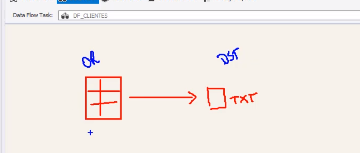 Data Flow Task: DF_CLIENTES
OR DST
TXT